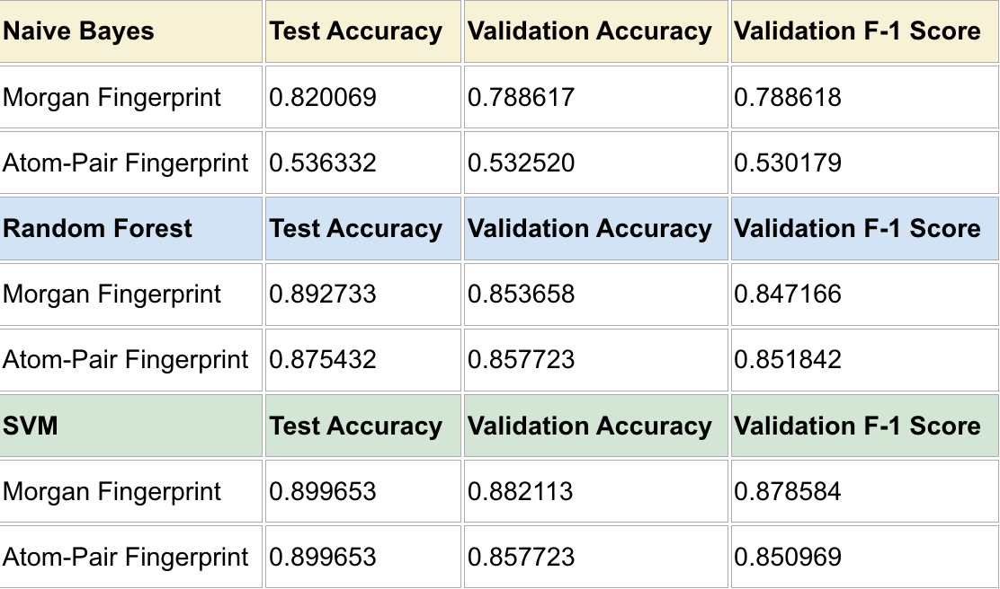 Naive Bayes Test Accuracy Validation Accuracy Validation F-1 Score
Morgan Fingerprint 0.820069 0.788617 0.788618
Atom-Pair Fingerprint 0.536332 0.532520 0.530179
Random Forest Test Accuracy Validation Accuracy Validation F-1 Score
Morgan Fingerprint 0.892733 0.853658 0.847166
Atom-Pair Fingerprint 0.875432 0.857723 0.851842
SVM Test Accuracy Validation Accuracy Validation F-1 Score
Morgan Fingerprint 0.899653 0.882113 0.878584
Atom-Pair Fingerprint 0.899653 0.857723 0.850969